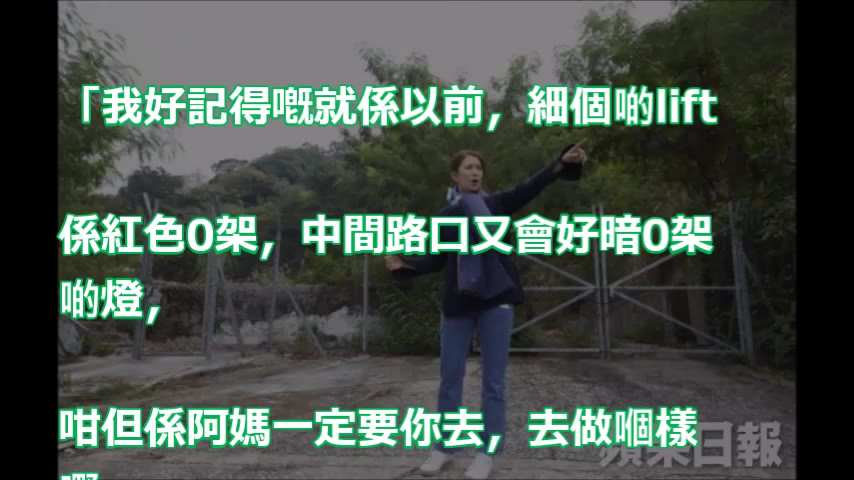 「我好記得嘅就係以前，細個啲lift
係紅色0架，中間路口又會好暗0架
啲燈，
咁但係阿媽一定要你去，去做嗰樣
蘋果日報